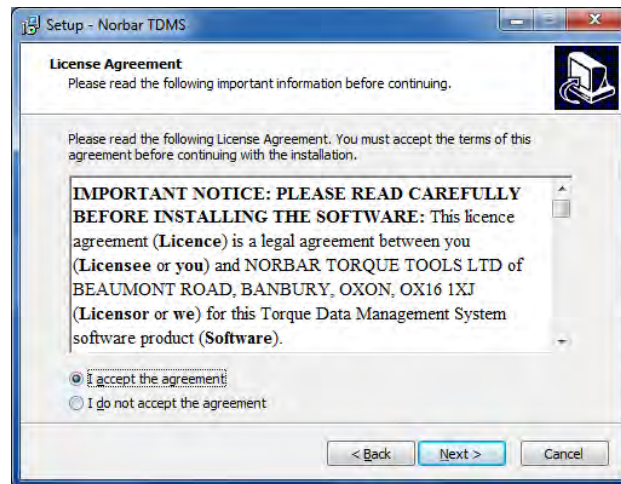 Setup - Norbar TDMS
License Agreement
Please read the following important information before continuing.
Please read the following License Agreement. You must accept the terms of this
agreement before continuing with the installation.
IMPORTANT NOTICE: PLEASE READ CAREFULLY
BEFORE INSTALLING THE SOFTWARE: This licence
agreement (Licence) is a legal agreement between you
(Licensee or you) and NORBAR TORQUE TOOLS LTD of
BEAUMONT ROAD, BANBURY, OXON, OX16 1XJ
(Licensor or we) for this Torque Data Management System
software product (Software).
I accept the agreement
I do not accept the agreement
< Back Next > Cancel